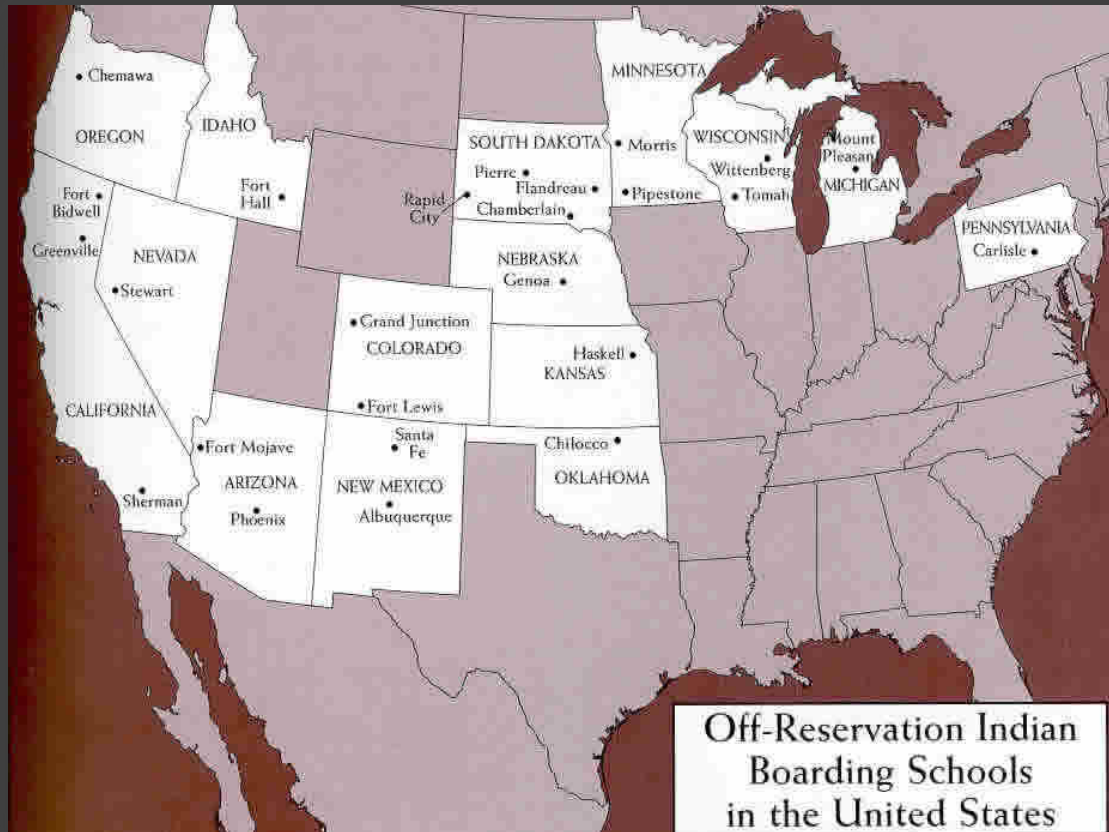 Chemawa
OREGON
IDAHO
Fort
Hall
Fort
Bidwell
Greenville
NEVADA
Stewart
CALIFORNIA
Sherman
Fort Mojave
ARIZONA
Phoenix
Grand Junction
COLORADO
Fort Lewis
Santa
Fe
NEW MEXICO
Albuquerque
SOUTH DAKOTA
Pierre
Flandreau
Rapid
City
Chamberlain
NEBRASKA
Genoa
Haskell
KANSAS
Chilocco
OKLAHOMA
MINNESOTA
Morris
Pipestone
WISCONSIN
Wittenberg
Tomah
Mount
Pleasant
MICHIGAN
PENNSYLVANIA
Carlisle
Off-Reservation Indian
Boarding Schools
in the United States